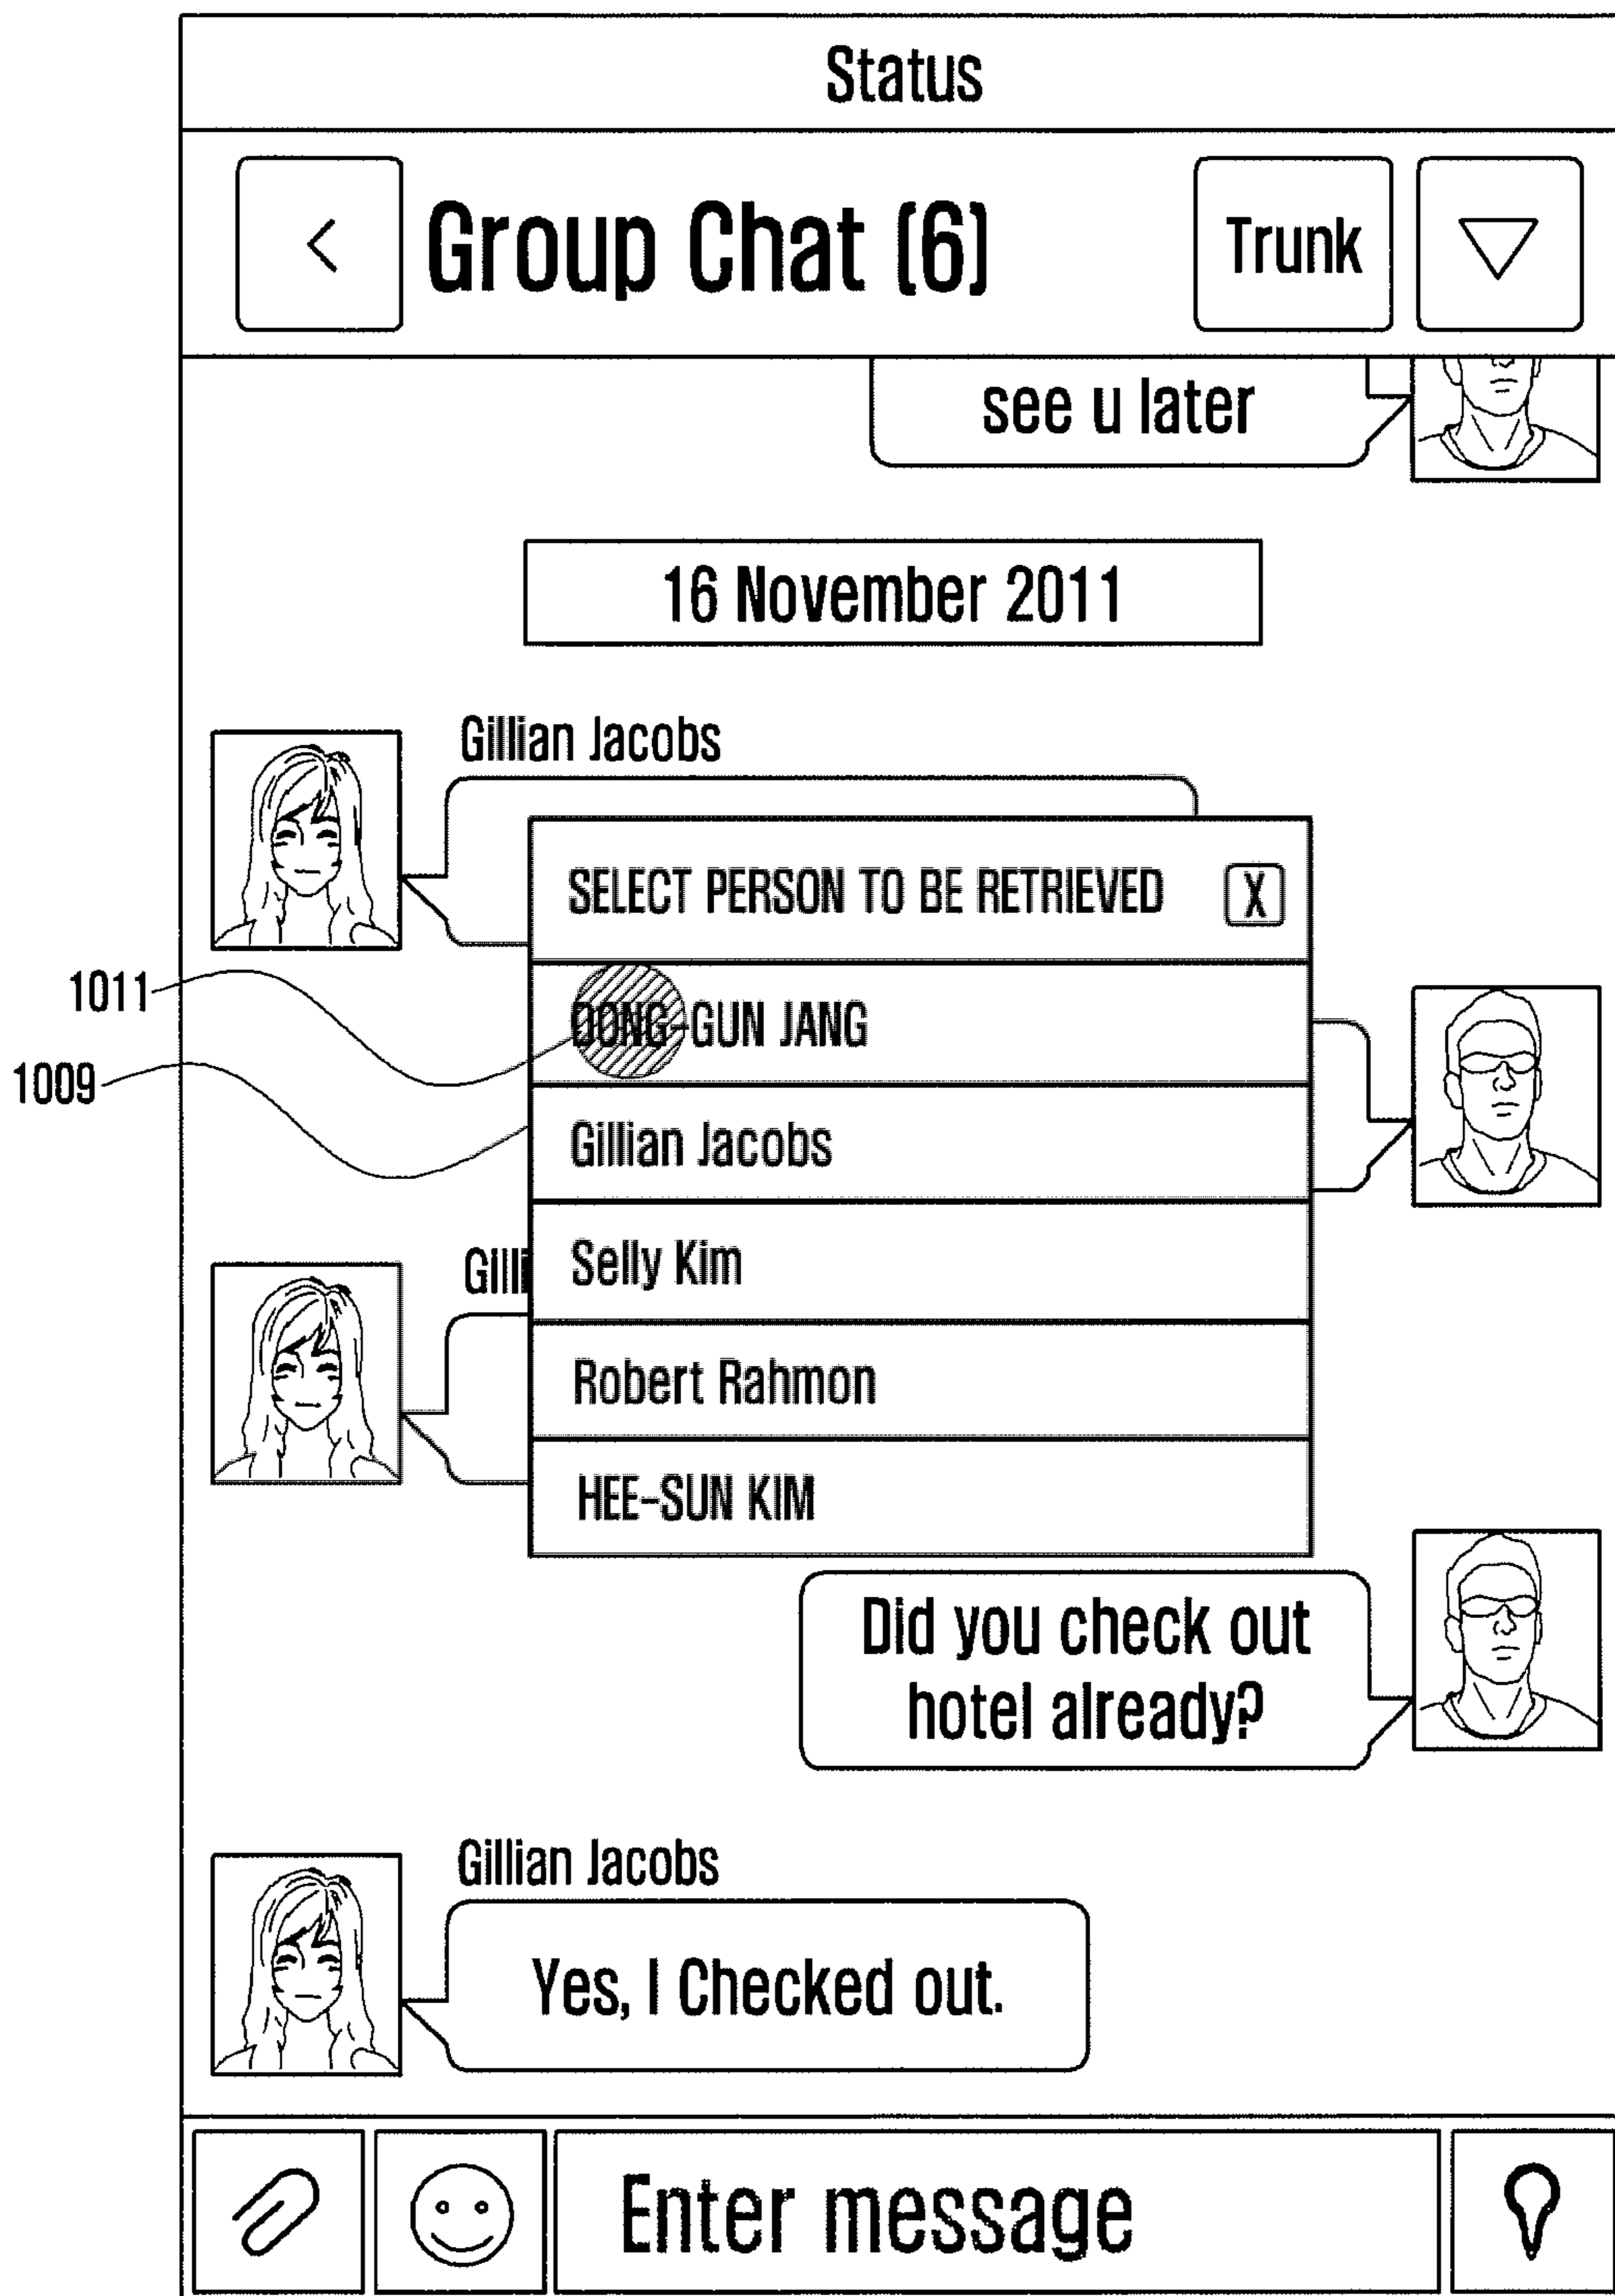 Status
<
Group Chat (6)
Trunk
see u later
16 November 2011
Gillian Jacobs
SELECT PERSON TO BE RETRIEVED
X
1011
DONG-GUN JANG
1009
Gillian Jacobs
Selly Kim
Gilli
Robert Rahmon
HEE-SUN KIM
Did you check out
hotel already?
Gillian Jacobs
Yes, I Checked out.
Enter message